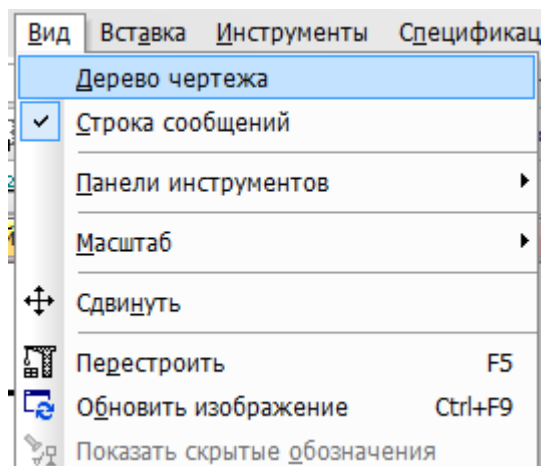 Вид Вставка Инструменты Спецификац
Дерево чертежа
Строка сообщений
Панели инструментов
Масштаб
Сдвинуть
Перестроить F5
Обновить изображение Ctrl+F9
Показать скрытые обозначения